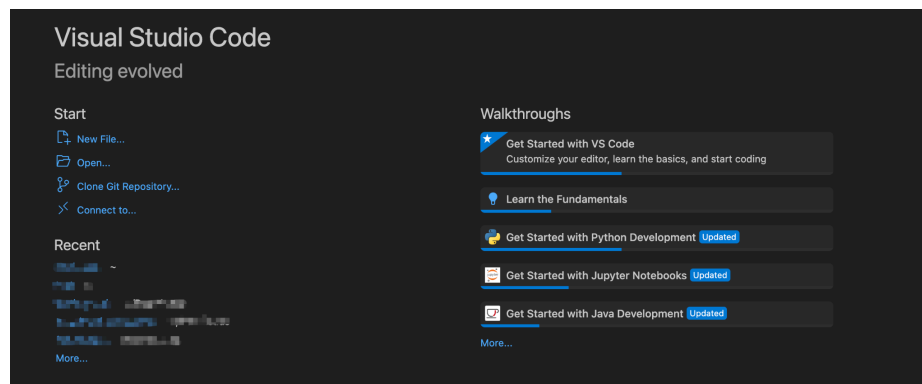 Visual Studio Code
Editing evolved
Start
New File...
Open...
Clone Git Repository...
Connect to...
Recent
~
More...
Walkthroughs
Get Started with VS Code
Customize your editor, learn the basics, and start coding
Learn the Fundamentals
Get Started with Python Development Updated
Get Started with Jupyter Notebooks Updated
Get Started with Java Development Updated
More...